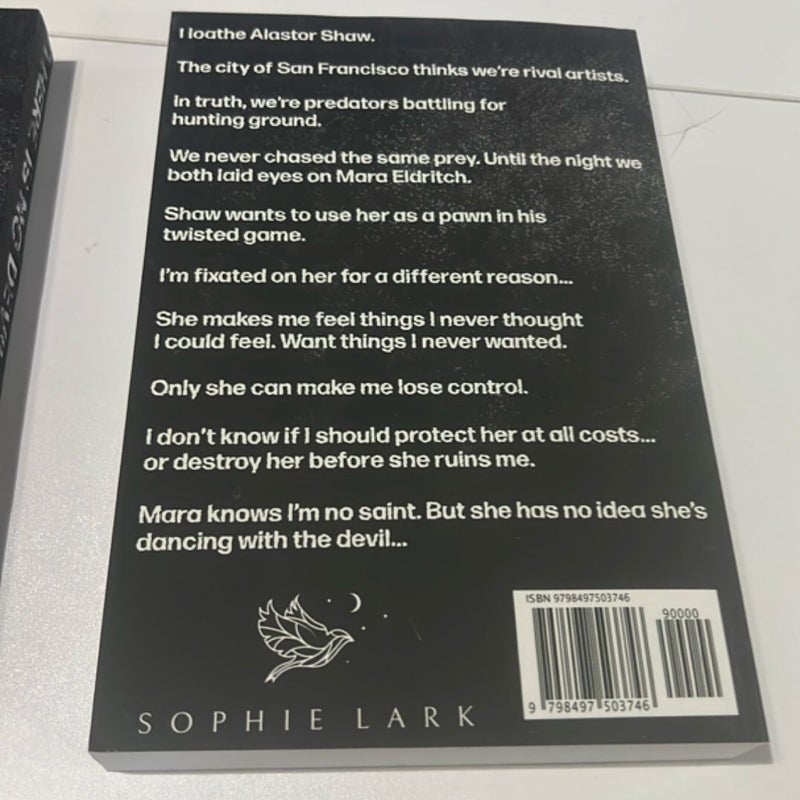 I loathe Alastor Shaw.
The city of San Francisco thinks we're rival artists.
In truth, we're predators battling for
hunting ground.
We never chased the same prey. Until the night we
both laid eyes on Mara Eldritch.
Shaw wants to use her as a pawn in his
twisted game.
I'm fixated on her for a different reason...
She makes me feel things I never thought
I could feel. Want things I never wanted.
Only she can make me lose control.
I don't know if I should protect her at all costs...
or destroy her before she ruins me.
Mara knows I'm no saint. But she has no idea she's
dancing with the devil...
SOPHIE LARK
ISBN 9798497503746
90000
9 798497 503746
THERE IS NO DEVIL